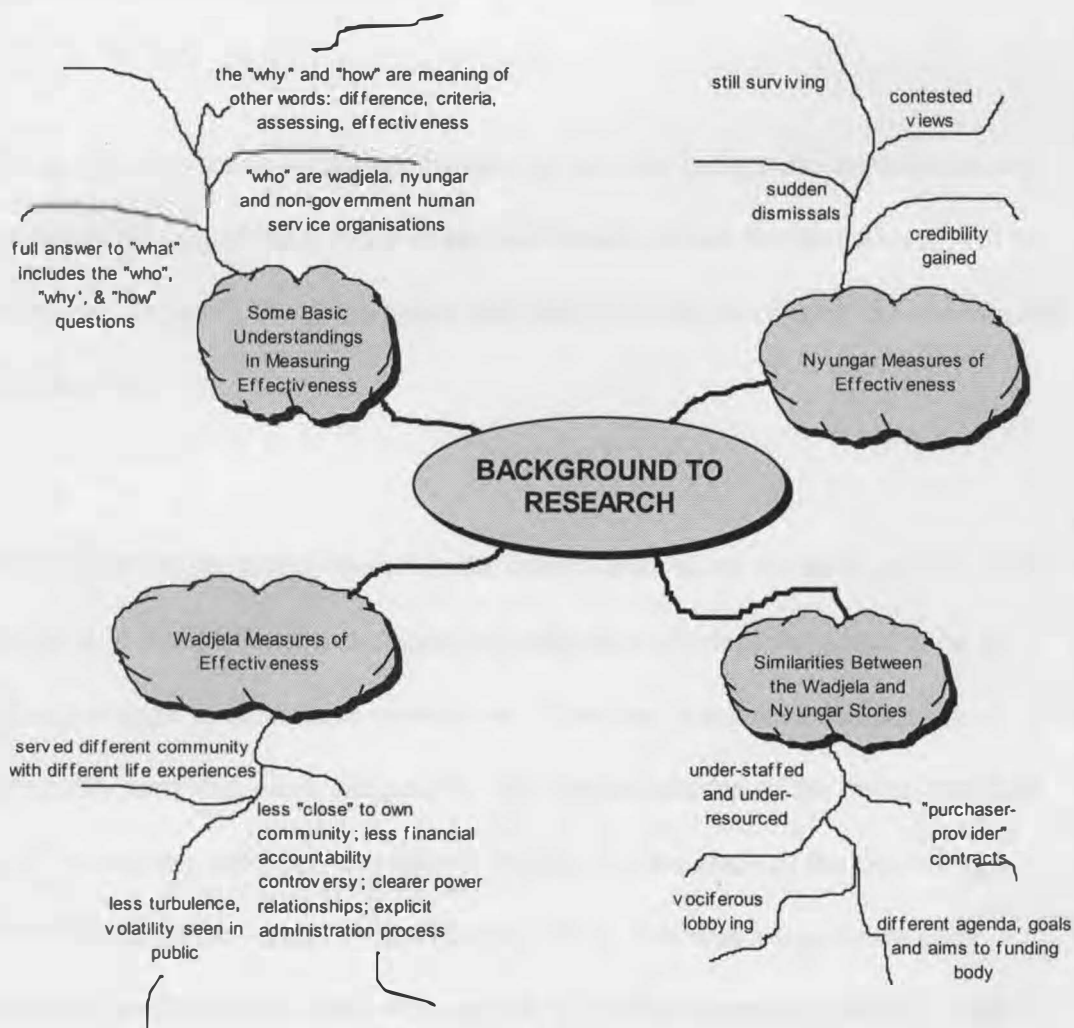 the "why" and "how" are meaning of
other words: difference, criteria,
assessing, effectiveness
"who" are wadjela, nyungar
and non-government human
service organisations
full answer to "what"
includes the "who",
"why', & "how"
questions
Some Basic
Understandings
in Measuring
Effectiveness
still surviving
contested
views
sudden
dismissals
credibility
gained
Nyungar Measures of
Effectiveness
BACKGROUND TO
RESEARCH
Wadjela Measures of
Effectiveness
served different community
with different life experiences
less "close" to own
community; less financial
accountability
controversy; clearer power
relationships; explicit
administration process
less turbulence,
volatility seen in
public
Similarities Between
the Wadjela and
Nyungar Stories
under-staffed
and under-
resourced
"purchaser-
provider"
contracts
vociferous
lobbying
different agenda, goals
and aims to funding
body